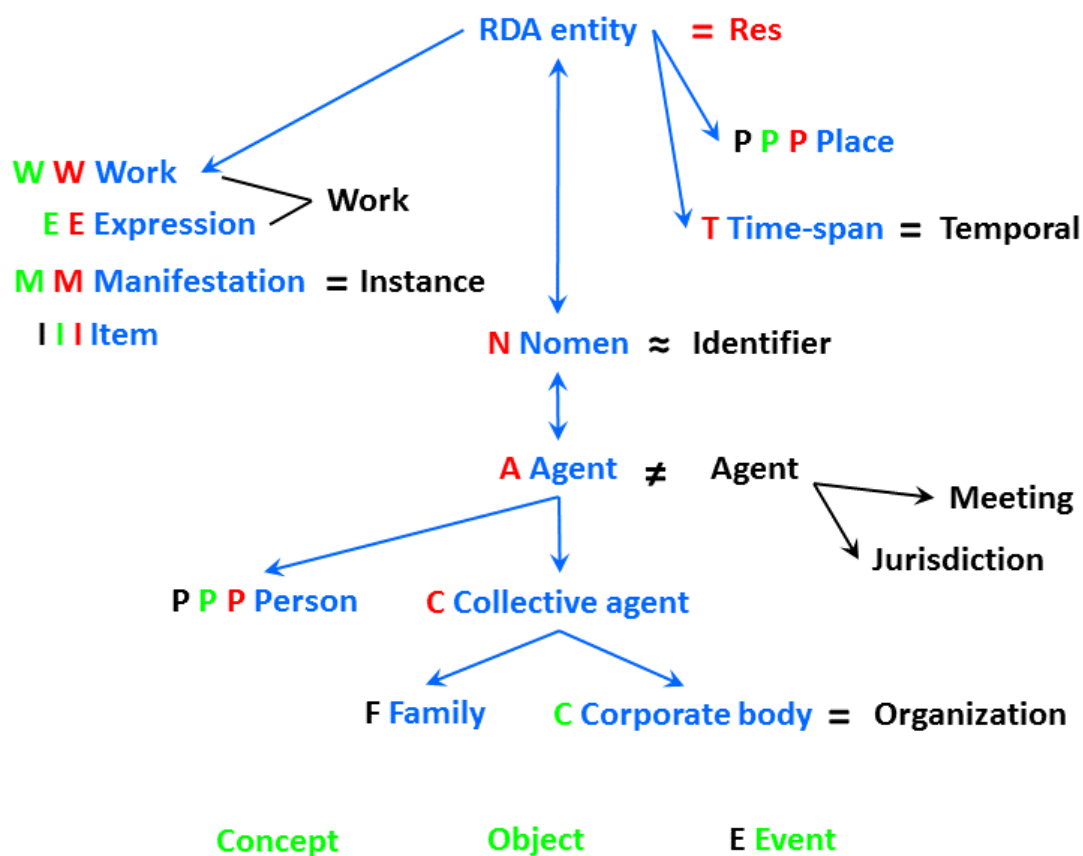 RDA entity = Res
P P P Place
W W Work
Work
E E Expression
T Time-span = Temporal
M M Manifestation = Instance
I I I Item
N Nomen ≈ Identifier
A Agent ≠ Agent
Meeting
Jurisdiction
P P P Person
C Collective agent
F Family
C Corporate body = Organization
Concept
Object
E Event